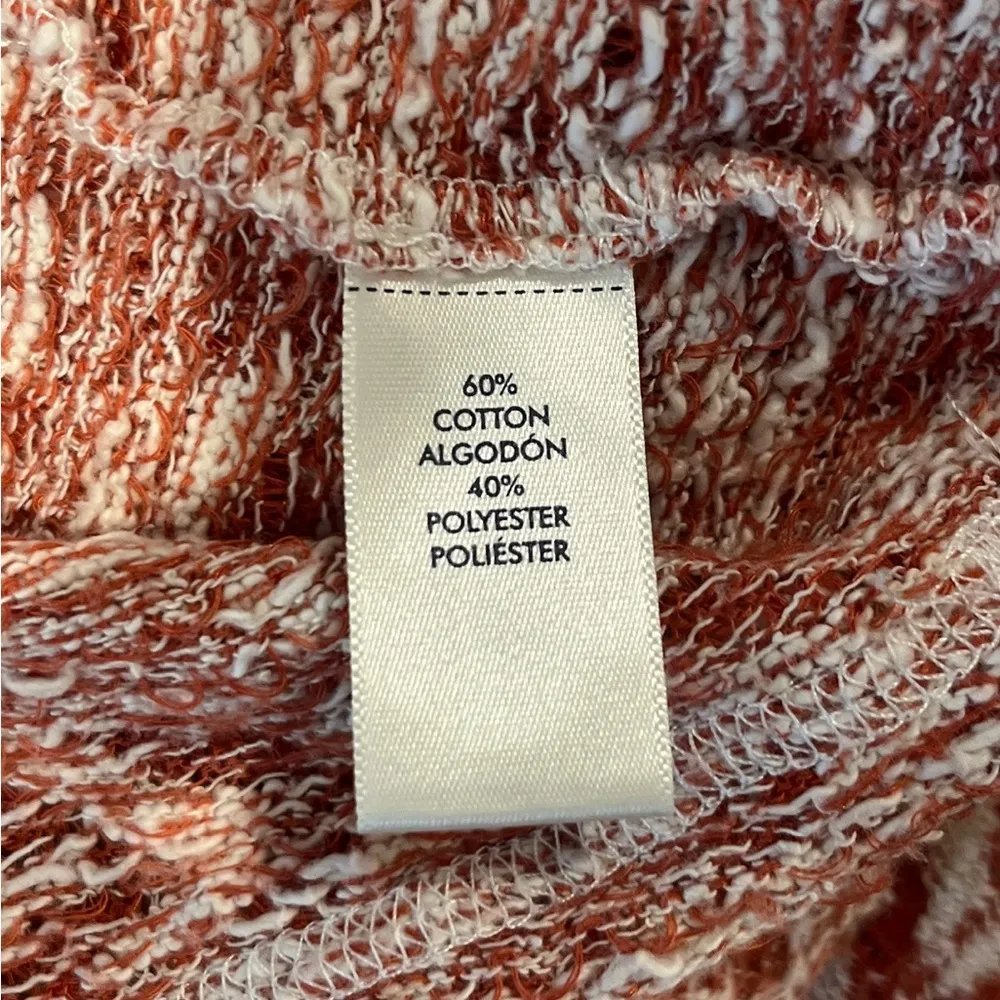 60%
COTTON
ALGODÓN
40%
POLYESTER
POLIÉSTER